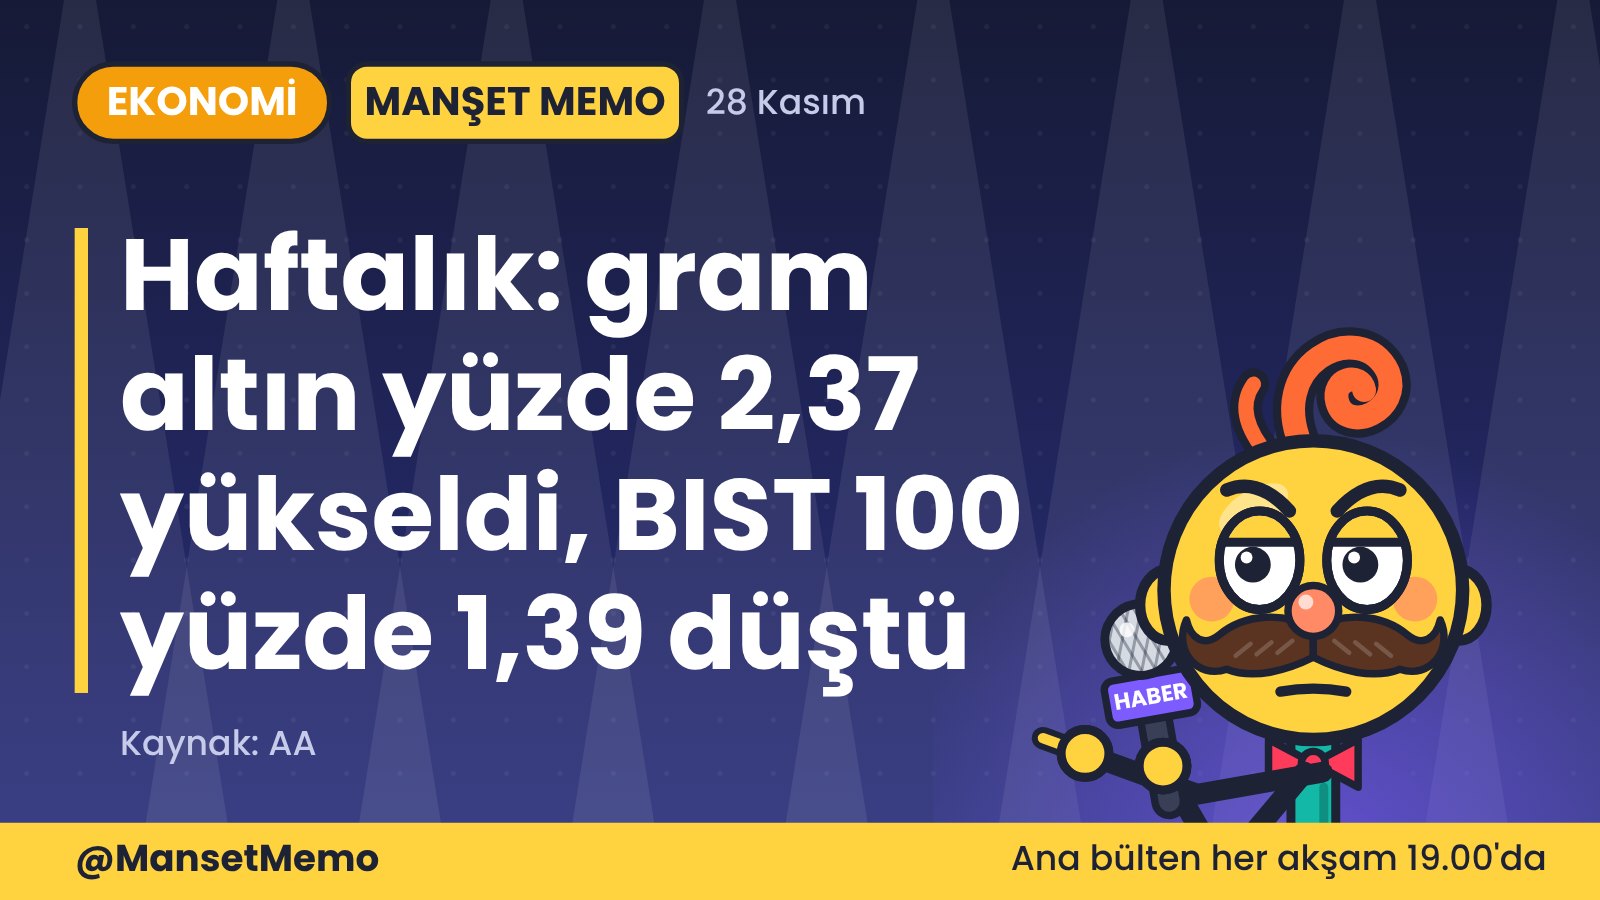 EKONOMİ
MANŞET MEMO
28 Kasım
Haftalık: gram
altın yüzde 2,37
yükseldi, BIST 100
yüzde 1,39 düştü
Kaynak: AA
HABER
@MansetMemo
Ana bülten her akşam 19.00'da